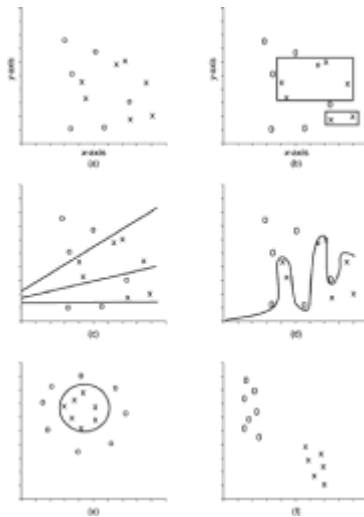 y-axis
y-axis
x-axis
x-axis
(a)
(b)
(c)
(d)
(e)
(f)